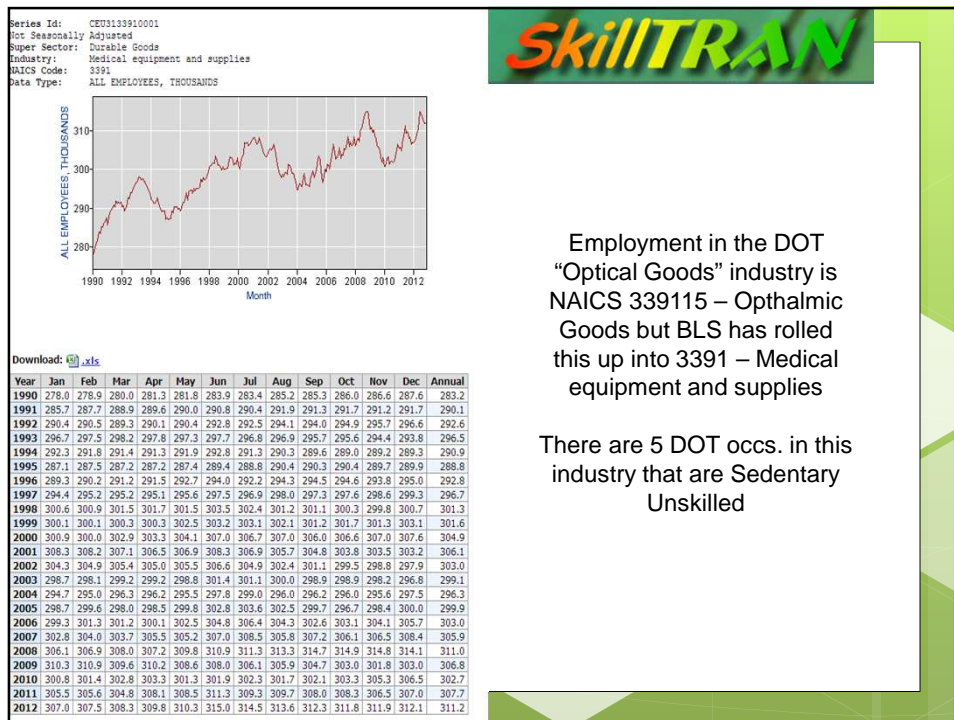 Series Id: CEU3133910001
Not Seasonally Adjusted
Super Sector: Durable Goods
Industry: Medical equipment and supplies
NAICS Code: 3391
Data Type: ALL EMPLOYEES, THOUSANDS
ALL EMPLOYEES, THOUSANDS
310
300
290
280
1990 1992 1994 1996 1998 2000 2002 2004 2006 2008 2010 2012
Month
Download: .xls
Year Jan Feb Mar Apr May Jun Jul Aug Sep Oct Nov Dec Annual
1990 278.0 278.9 280.0 281.3 281.8 283.9 283.4 285.2 285.3 286.0 286.6 287.6 283.2
1991 285.7 287.7 288.9 289.6 290.0 290.8 290.4 291.9 291.3 291.7 291.2 291.7 290.1
1992 290.4 290.5 289.3 290.1 290.4 292.8 292.5 294.1 294.0 294.9 295.7 296.6 292.6
1993 296.7 297.5 298.2 297.8 297.3 297.7 296.8 296.9 295.7 295.6 294.4 293.8 296.5
1994 292.3 291.8 291.4 291.3 291.9 292.8 291.3 290.3 289.6 289.0 289.2 289.3 290.9
1995 287.1 287.5 287.2 287.2 287.4 289.4 288.8 290.4 290.3 290.4 289.7 289.9 288.8
1996 289.3 290.2 291.2 291.5 292.7 294.0 292.2 294.3 294.5 294.6 293.8 295.0 292.8
1997 294.4 295.2 295.2 295.1 295.6 297.5 296.9 298.0 297.3 297.6 298.6 299.3 296.7
1998 300.6 300.9 301.5 301.7 301.5 303.5 302.4 301.2 301.1 300.3 299.8 300.7 301.3
1999 300.1 300.1 300.3 300.3 302.5 303.2 303.1 302.1 301.2 301.7 301.3 303.1 301.6
2000 300.9 300.0 302.9 303.3 304.1 307.0 306.7 307.0 306.0 306.6 307.0 307.6 304.9
2001 308.3 308.2 307.1 306.5 306.9 308.3 306.9 305.7 304.8 303.8 303.5 303.2 306.1
2002 304.3 304.9 305.4 305.0 305.5 306.6 304.9 302.4 301.1 299.5 298.8 297.9 303.0
2003 298.7 298.1 299.2 299.2 298.8 301.4 301.1 300.0 298.9 298.9 298.2 296.8 299.1
2004 294.7 295.0 296.3 296.2 295.5 297.8 299.0 296.0 296.2 296.0 295.6 297.5 296.3
2005 298.7 299.6 298.0 298.5 299.8 302.8 303.6 302.5 299.7 296.7 298.4 300.0 299.9
2006 299.3 301.3 301.2 300.1 302.5 304.8 306.4 304.3 302.6 303.1 304.1 305.7 303.0
2007 302.8 304.0 303.7 305.5 305.2 307.0 308.5 305.8 307.2 306.1 306.5 308.4 305.9
2008 306.1 306.9 308.0 307.2 309.8 310.9 311.3 313.3 314.7 314.9 314.8 314.1 311.0
2009 310.3 310.9 309.6 310.2 308.6 308.0 306.1 305.9 304.7 303.0 301.8 303.0 306.8
2010 300.8 301.4 302.8 303.3 301.3 301.9 302.3 301.7 302.1 303.3 305.3 306.5 302.7
2011 305.5 305.6 304.8 308.1 308.5 311.3 309.3 309.7 308.0 308.3 306.5 307.0 307.7
2012 307.0 307.5 308.3 309.8 310.3 315.0 314.5 313.6 312.3 311.8 311.9 312.1 311.2
SkillTRAN
Employment in the DOT
“Optical Goods” industry is
NAICS 339115 – Opthalmic
Goods but BLS has rolled
this up into 3391 – Medical
equipment and supplies
There are 5 DOT occs. in this
industry that are Sedentary
Unskilled